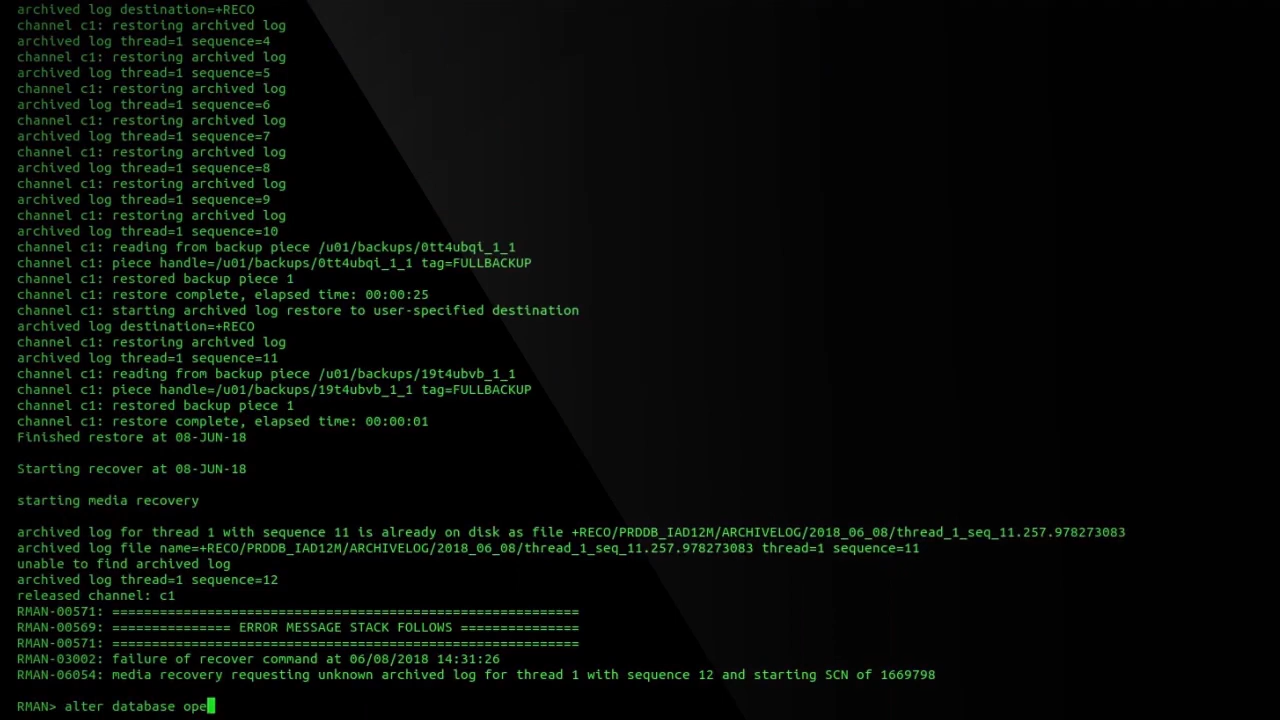 archived log destination=+RECO
channel c1: restoring archived log
archived log thread=1 sequence=4
channel c1: restoring archived log
archived log thread=1 sequence=5
channel c1: restoring archived log
archived log thread=1 sequence=6
channel c1: restoring archived log
archived log thread=1 sequence=7
channel c1: restoring archived log
archived log thread=1 sequence=8
channel c1: restoring archived log
archived log thread=1 sequence=9
channel c1: restoring archived log
archived log thread=1 sequence=10
channel c1: reading from backup piece /u01/backups/0tt4ubqi_1_1
channel c1: piece handle=/u01/backups/0tt4ubqi_1_1 tag=FULLBACKUP
channel c1: restored backup piece 1
channel c1: restore complete, elapsed time: 00:00:25
channel c1: starting archived log restore to user-specified destination
archived log destination=+RECO
channel c1: restoring archived log
archived log thread=1 sequence=11
channel c1: reading from backup piece /u01/backups/19t4ubvb_1_1
channel c1: piece handle=/u01/backups/19t4ubvb_1_1 tag=FULLBACKUP
channel c1: restored backup piece 1
channel c1: restore complete, elapsed time: 00:00:01
Finished restore at 08-JUN-18
Starting recover at 08-JUN-18
starting media recovery
archived log for thread 1 with sequence 11 is already on disk as file +RECO/PRDDB_IAD12M/ARCHIVELOG/2018_06_08/thread_1_seq_11.257.978273083
archived log file name=+RECO/PRDDB_IAD12M/ARCHIVELOG/2018_06_08/thread_1_seq_11.257.978273083 thread=1 sequence=11
unable to find archived log
archived log thread=1 sequence=12
released channel: c1
RMAN-00571: ===========================================================
RMAN-00569: =============== ERROR MESSAGE STACK FOLLOWS ===============
RMAN-00571: ===========================================================
RMAN-03002: failure of recover command at 06/08/2018 14:31:26
RMAN-06054: media recovery requesting unknown archived log for thread 1 with sequence 12 and starting SCN of 1669798
RMAN> alter database ope